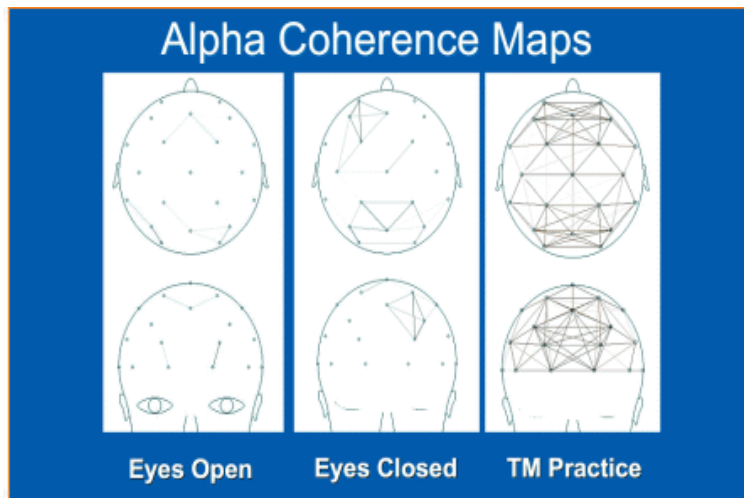 Alpha Coherence Maps
Eyes Open
Eyes Closed
TM Practice